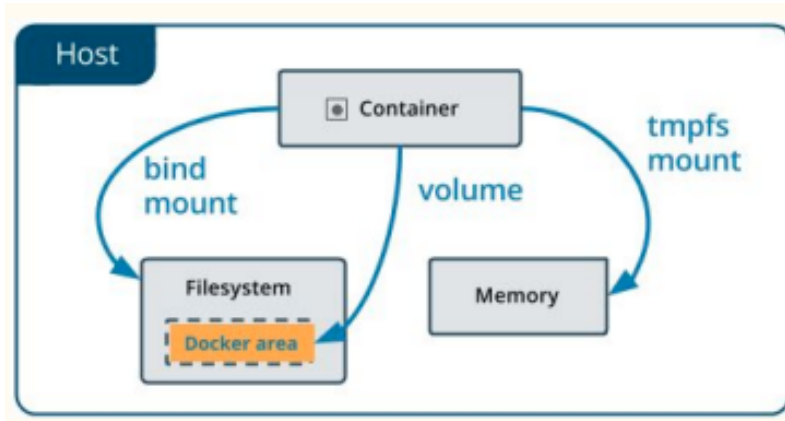 Host
Container
bind
mount
volume
tmpfs
mount
Filesystem
Docker area
Memory